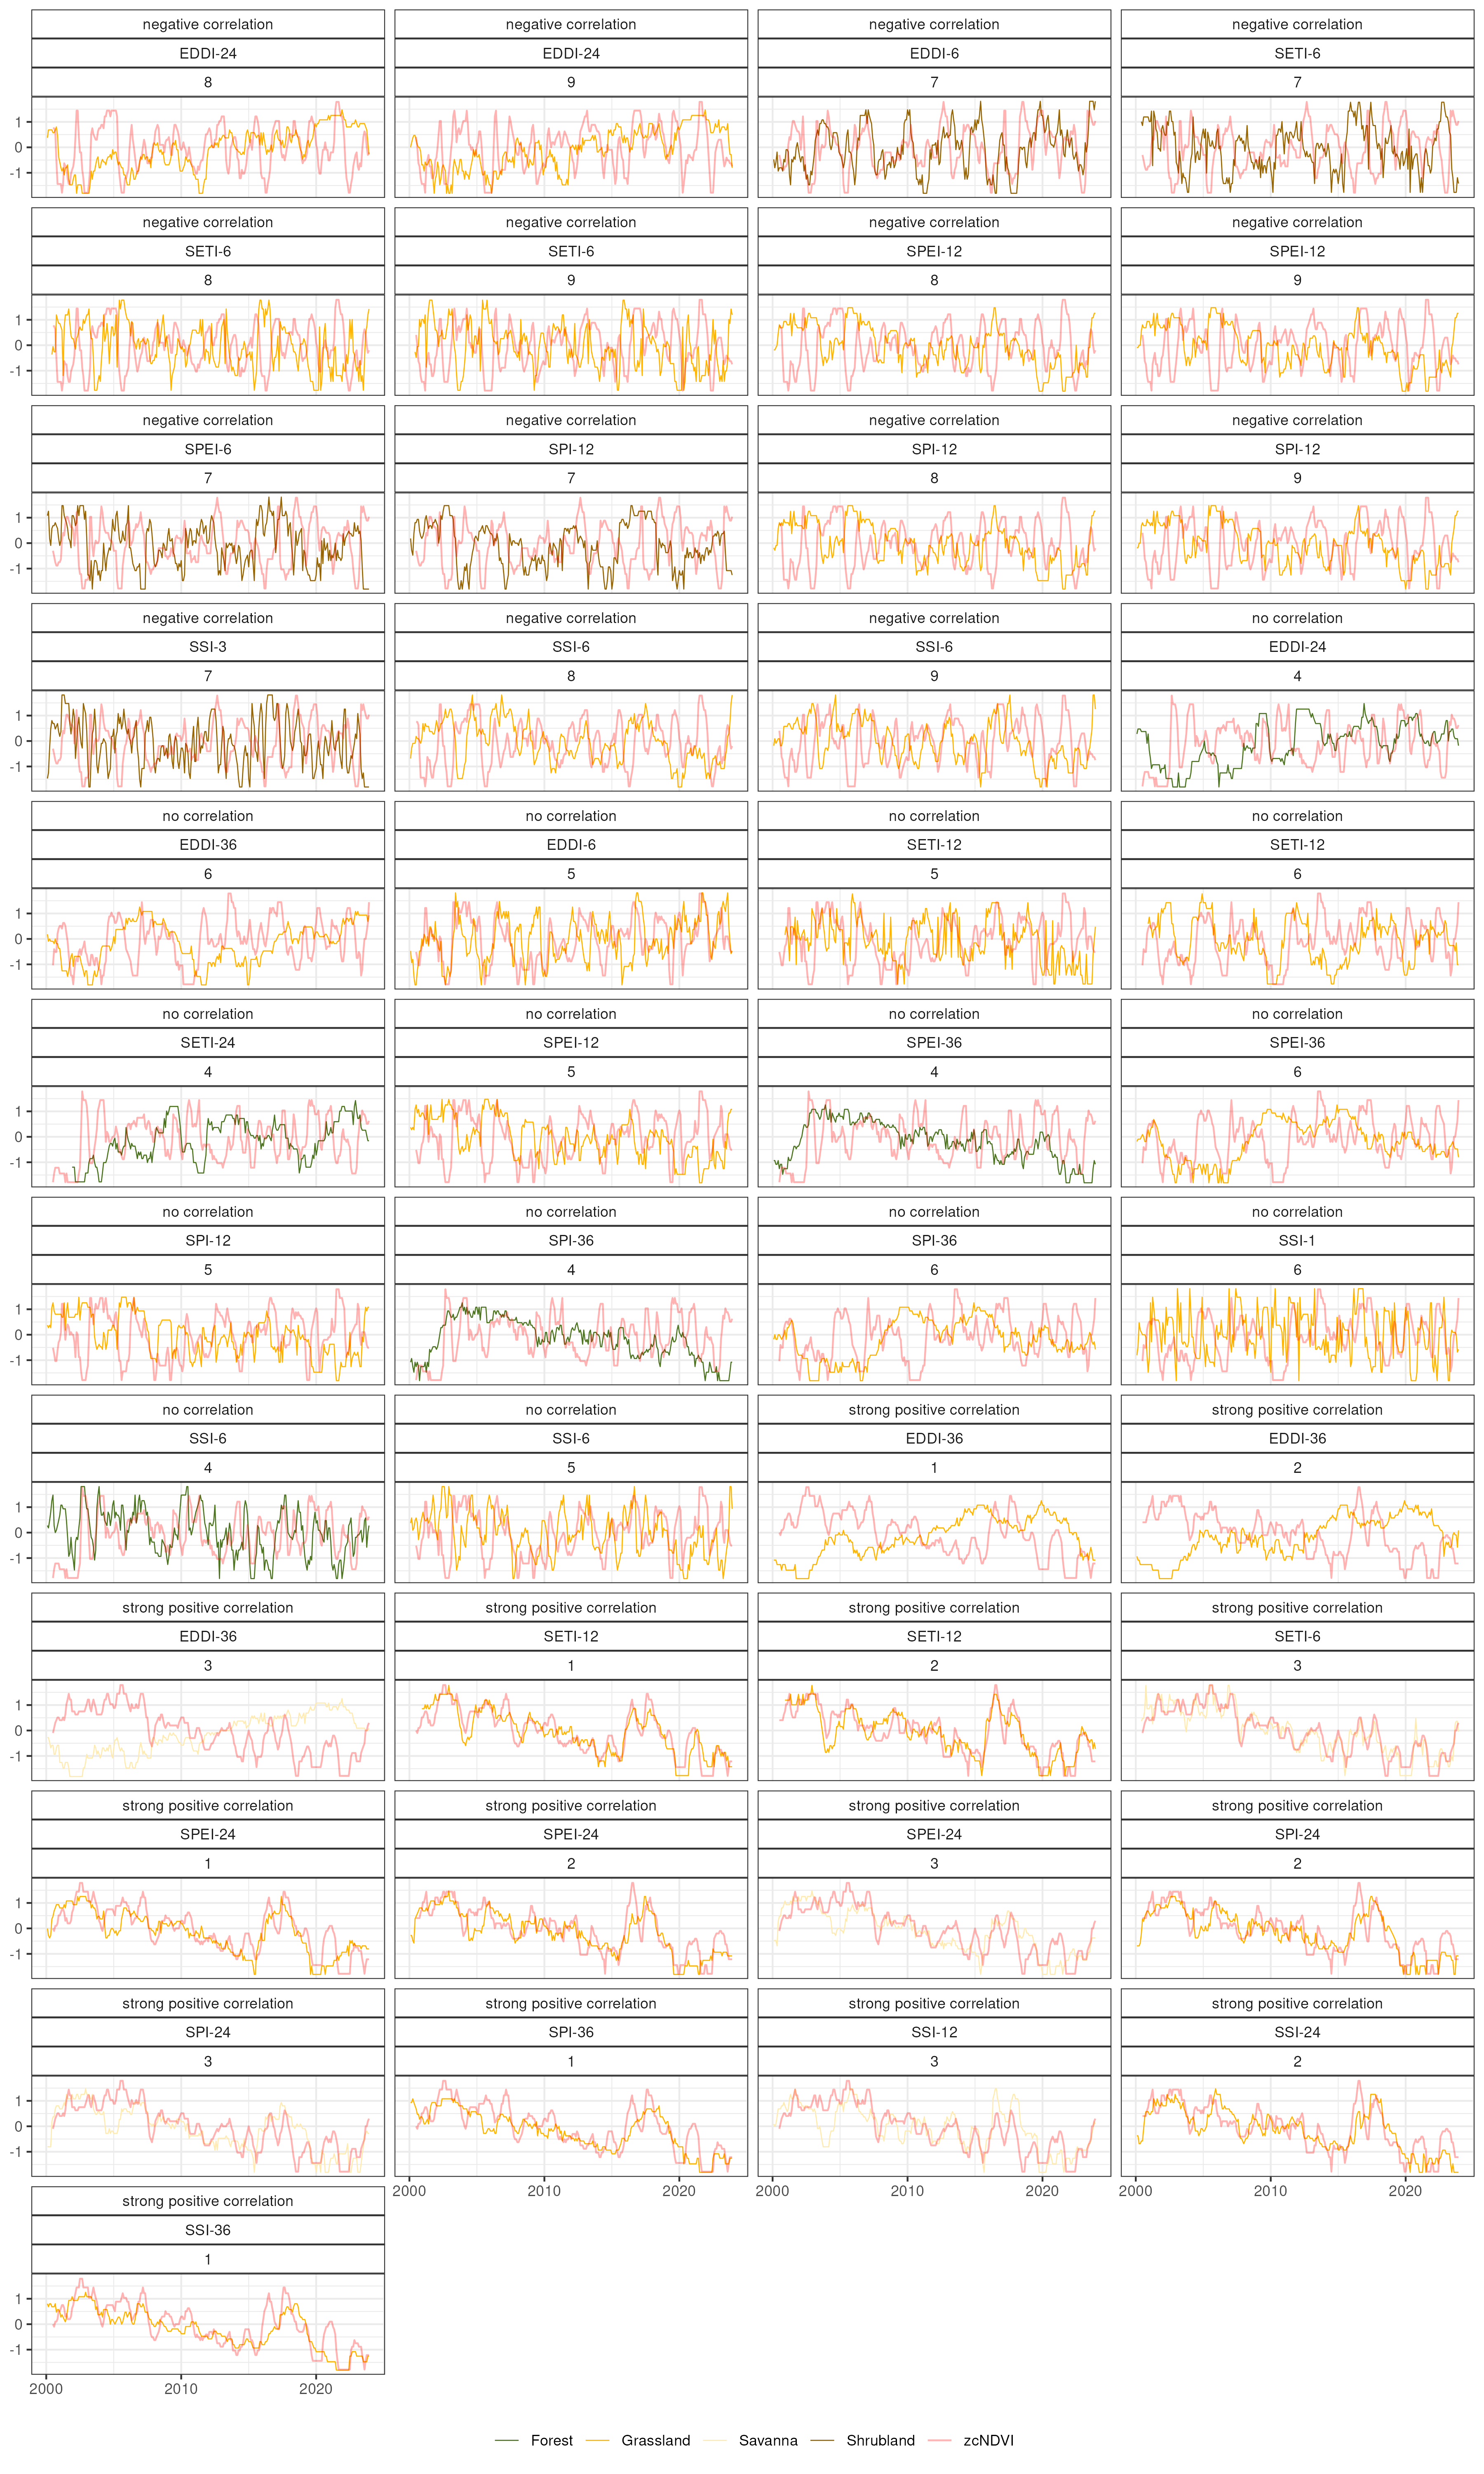 negative correlation negative correlation negative correlation negative correlation
EDDI-24 EDDI-24 EDDI-6 SETI-6
8 9 7 7
1
0
-1
negative correlation negative correlation negative correlation negative correlation
SETI-6 SETI-6 SPEI-12 SPEI-12
8 9 8 9
1
0
-1
negative correlation negative correlation negative correlation negative correlation
SPEI-6 SPI-12 SPI-12 SPI-12
7 7 8 9
1
0
-1
negative correlation negative correlation negative correlation no correlation
SSI-3 SSI-6 SSI-6 EDDI-24
7 8 9 4
1
0
-1
no correlation no correlation no correlation no correlation
EDDI-36 EDDI-6 SETI-12 SETI-12
6 5 5 6
1
0
-1
no correlation no correlation no correlation no correlation
SETI-24 SPEI-12 SPEI-36 SPEI-36
4 5 4 6
1
0
-1
no correlation no correlation no correlation no correlation
SPI-12 SPI-36 SPI-36 SSI-1
5 4 6 6
1
0
-1
no correlation no correlation strong positive correlation strong positive correlation
SSI-6 SSI-6 EDDI-36 EDDI-36
4 5 1 2
1
0
-1
strong positive correlation strong positive correlation strong positive correlation strong positive correlation
EDDI-36 SETI-12 SETI-12 SETI-6
3 1 2 3
1
0
-1
strong positive correlation strong positive correlation strong positive correlation strong positive correlation
SPEI-24 SPEI-24 SPEI-24 SPI-24
1 2 3 2
1
0
-1
strong positive correlation strong positive correlation strong positive correlation strong positive correlation
SPI-24 SPI-36 SSI-12 SSI-24
3 1 3 2
1
0
-1
2000 2010 2020 2000 2010 2020 2000 2010 2020
strong positive correlation
SSI-36
1
1
0
-1
2000 2010 2020
Forest Grassland Savanna Shrubland zcNDVI